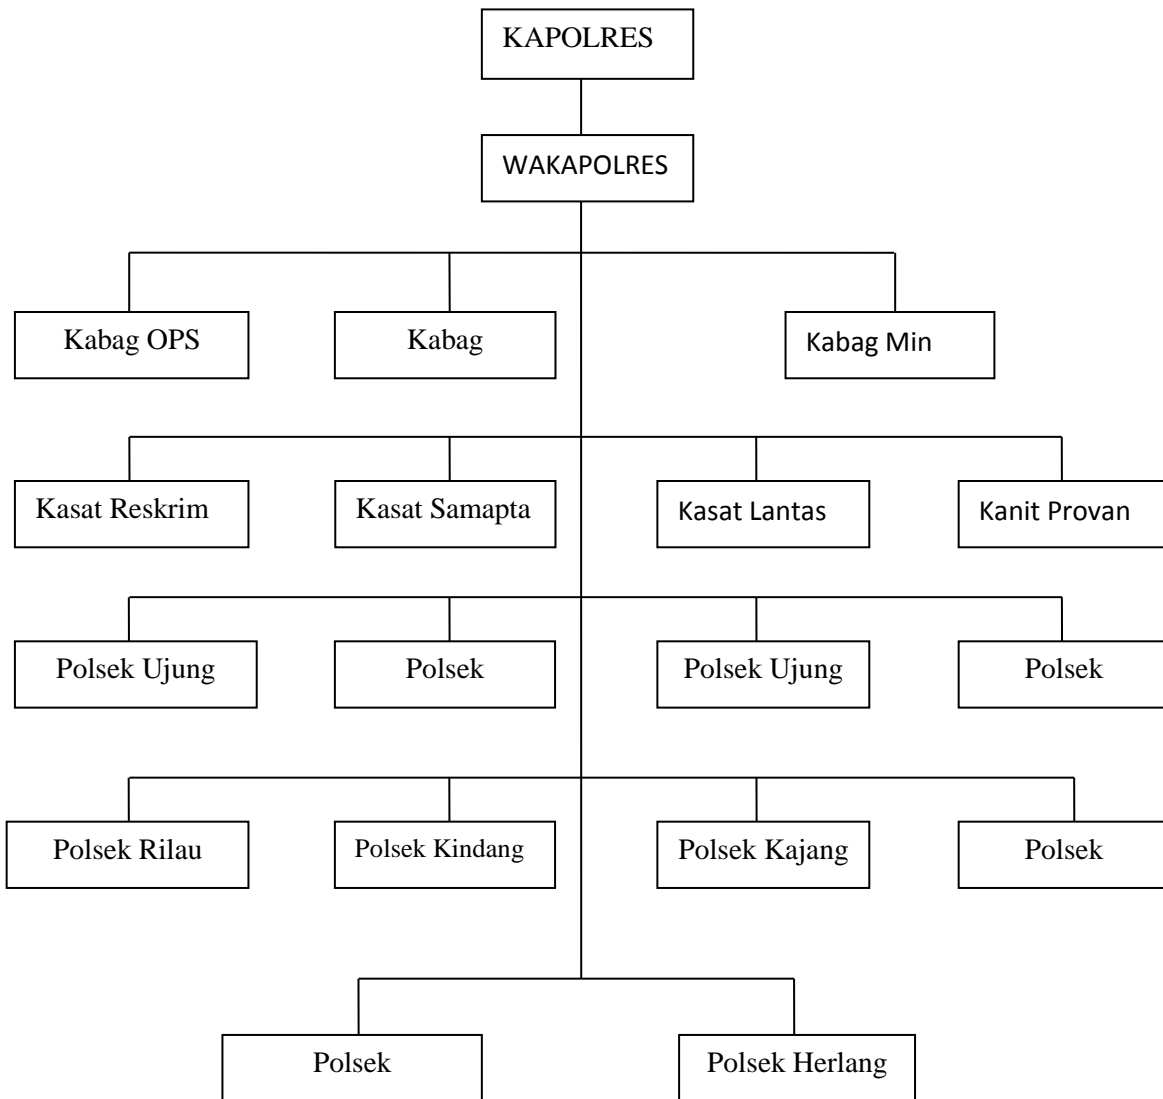 KAPOLRES
WAKAPOLRES
Kabag OPS
Kabag
Kabag Min
Kasat Reskrim
Kasat Samapta
Kasat Lantas
Kanit Provan
Polsek Ujung
Polsek
Polsek Ujung
Polsek
Polsek Rilau
Polsek Kindang
Polsek Kajang
Polsek
Polsek
Polsek Herlang